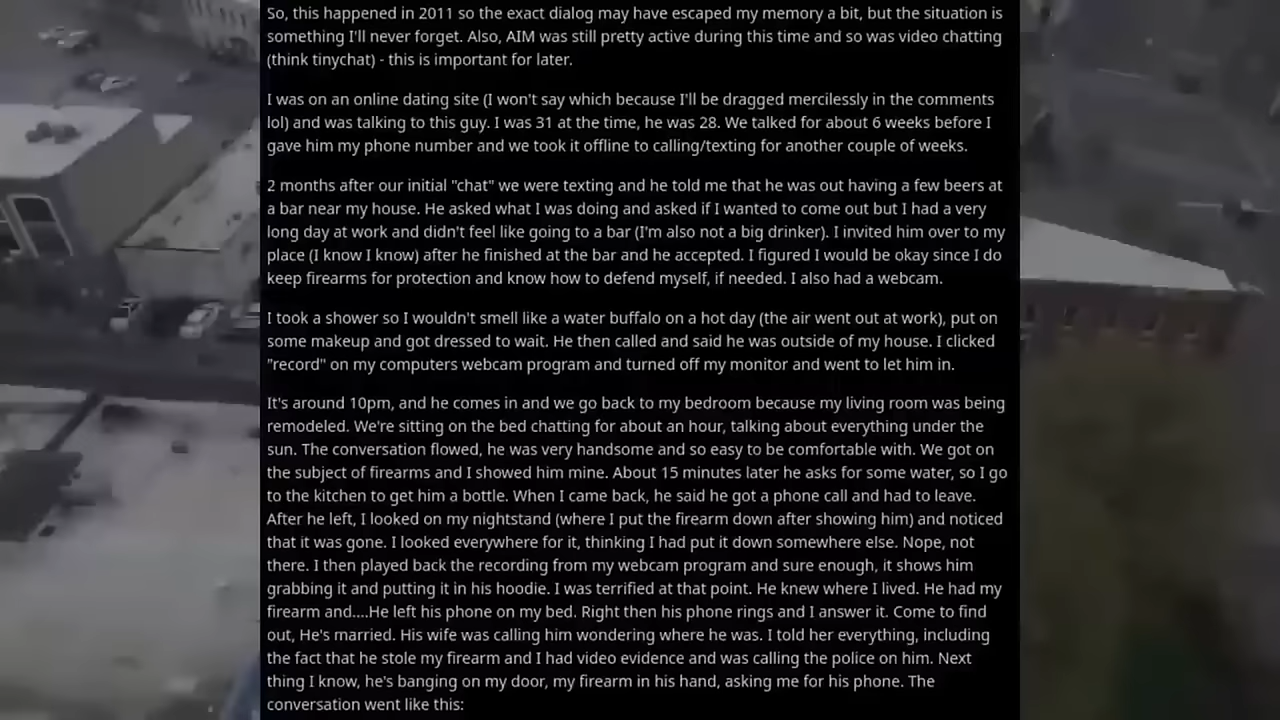 So, this happened in 2011 so the exact dialog may have escaped my memory a bit, but the situation is
something I'll never forget. Also, AIM was still pretty active during this time and so was video chatting
(think tinychat) - this is important for later.
I was on an online dating site (I won't say which because I'll be dragged mercilessly in the comments
lol) and was talking to this guy. I was 31 at the time, he was 28. We talked for about 6 weeks before I
gave him my phone number and we took it offline to calling/texting for another couple of weeks.
2 months after our initial "chat" we were texting and he told me that he was out having a few beers at
a bar near my house. He asked what I was doing and asked if I wanted to come out but I had a very
long day at work and didn't feel like going to a bar (I'm also not a big drinker). I invited him over to my
place (I know I know) after he finished at the bar and he accepted. I figured I would be okay since I do
keep firearms for protection and know how to defend myself, if needed. I also had a webcam.
I took a shower so I wouldn't smell like a water buffalo on a hot day (the air went out at work), put on
some makeup and got dressed to wait. He then called and said he was outside of my house. I clicked
"record" on my computers webcam program and turned off my monitor and went to let him in.
It's around 10pm, and he comes in and we go back to my bedroom because my living room was being
remodeled. We're sitting on the bed chatting for about an hour, talking about everything under the
sun. The conversation flowed, he was very handsome and so easy to be comfortable with. We got on
the subject of firearms and I showed him mine. About 15 minutes later he asks for some water, so I go
to the kitchen to get him a bottle. When I came back, he said he got a phone call and had to leave.
After he left, I looked on my nightstand (where I put the firearm down after showing him) and noticed
that it was gone. I looked everywhere for it, thinking I had put it down somewhere else. Nope, not
there. I then played back the recording from my webcam program and sure enough, it shows him
grabbing it and putting it in his hoodie. I was terrified at that point. He knew where I lived. He had my
firearm and....He left his phone on my bed. Right then his phone rings and I answer it. Come to find
out, He's married. His wife was calling him wondering where he was. I told her everything, including
the fact that he stole my firearm and I had video evidence and was calling the police on him. Next
thing I know, he's banging on my door, my firearm in his hand, asking me for his phone. The
conversation went like this: